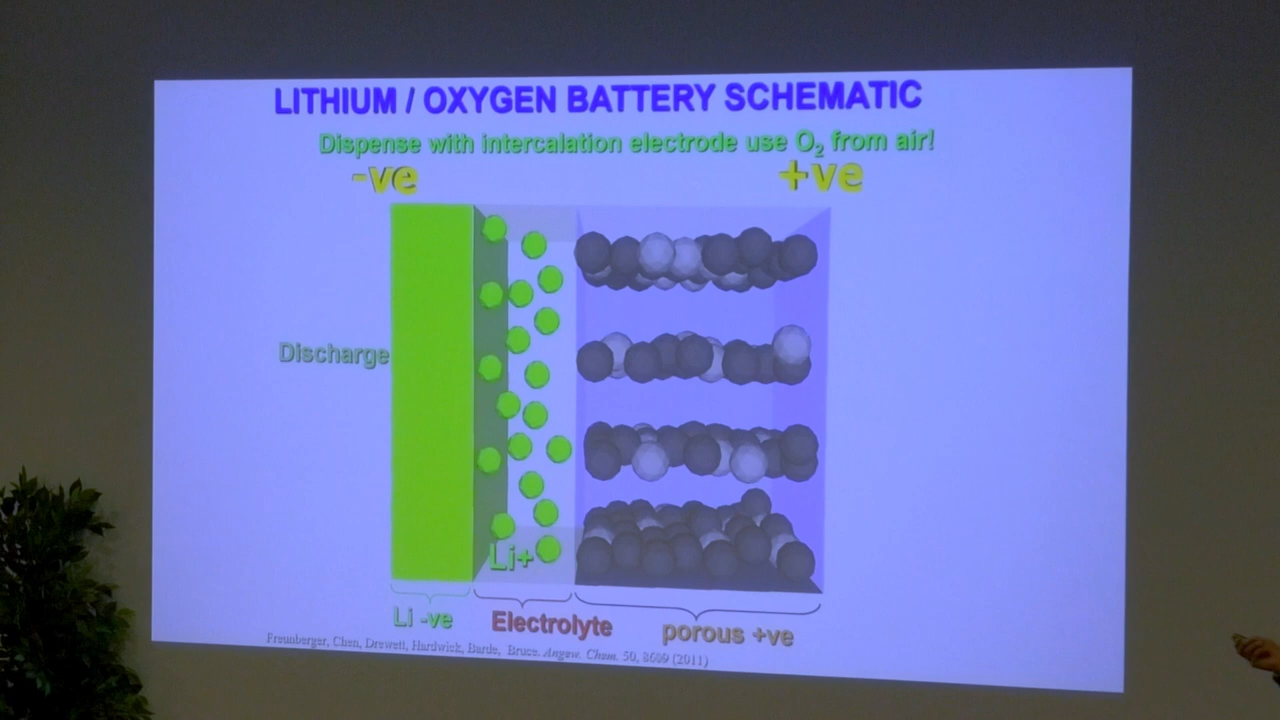 LITHIUM / OXYGEN BATTERY SCHEMATIC
Dispense with intercalation electrode use O₂ from air!
-ve +ve
Discharge
Li+
Li -ve Electrolyte porous +ve
Freunberger, Chen, Drewett, Hardwick, Barde, Bruce. Angew. Chem. 50, 8609 (2011)